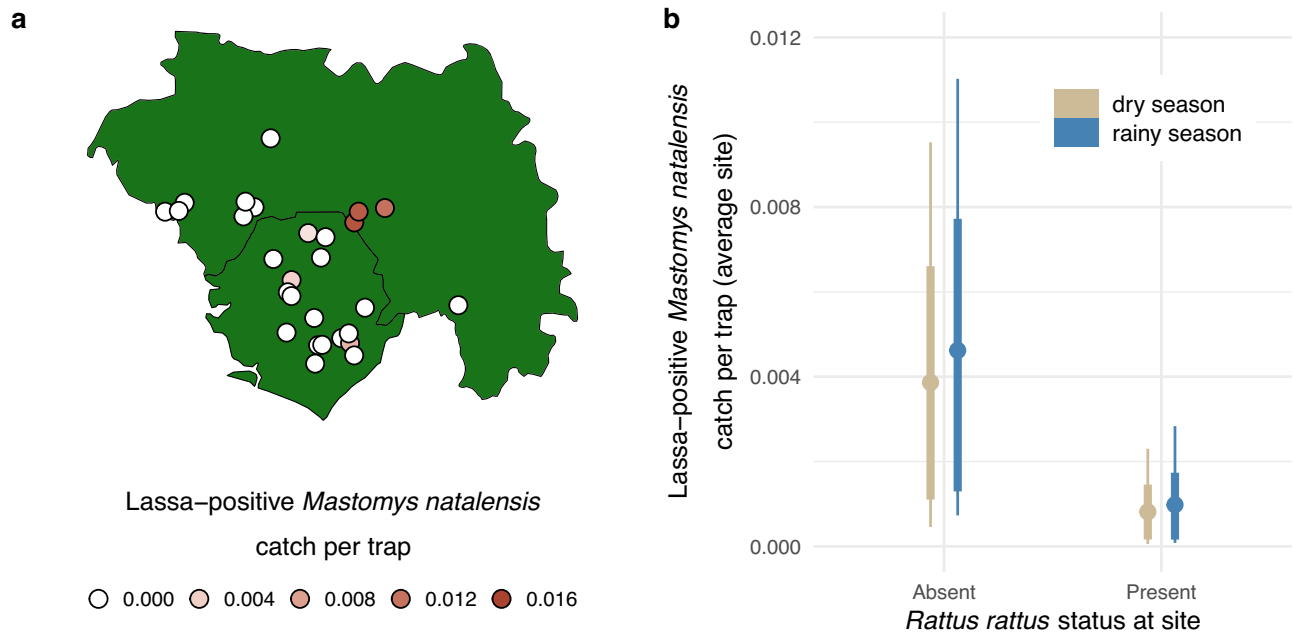 a
Lassa−positive Mastomys natalensis
catch per trap
0.000 0.004 0.008 0.012 0.016
b
Lassa−positive Mastomys natalensis
catch per trap (average site)
0.012
0.008
0.004
0.000
dry season
rainy season
Absent Present
Rattus rattus status at site